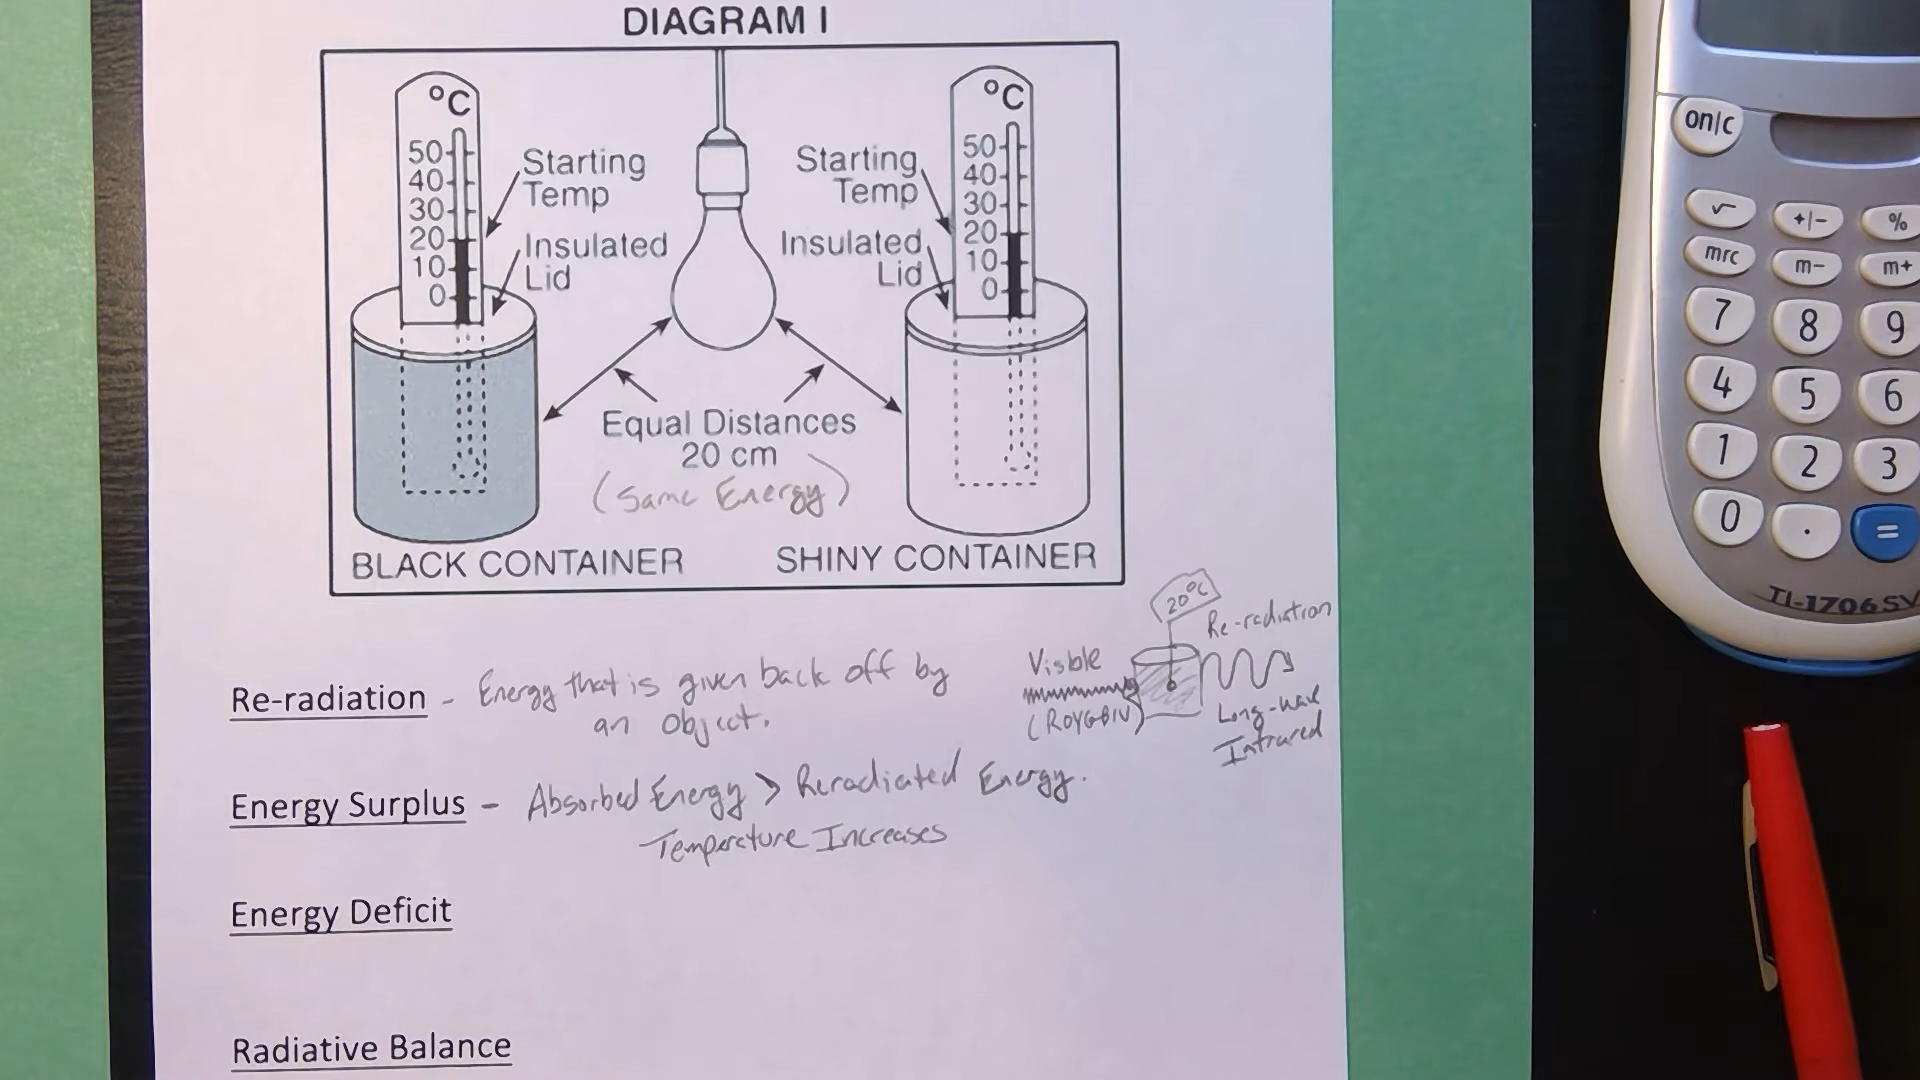 DIAGRAM I
°C
50
40
30
20
10
0
Starting
Temp
Insulated
Lid
Starting
Temp
Insulated
Lid
°C
50
40
30
20
10
0
Equal Distances
20 cm
(Same Energy)
BLACK CONTAINER
SHINY CONTAINER
20°C
Re-radiation
Visble
(ROYGBIV)
Long-wave
Infrared
Re-radiation - Energy that is given back off by
an object.
Energy Surplus - Absorbed Energy > Reradiated Energy.
Temperature Increases
Energy Deficit
Radiative Balance
on/c
√ +/- %
mrc m- m+
7 8 9
4 5 6
1 2 3
0 . =
TI-1706 SV